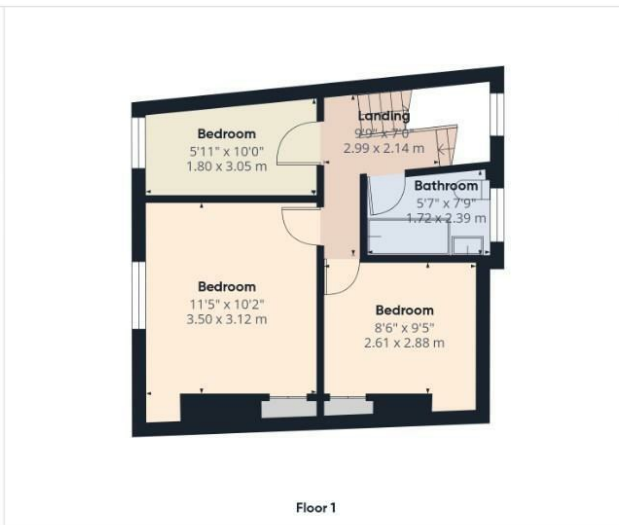 Landing
9'9" x 7'0"
2.99 x 2.14 m
Bedroom
5'11" x 10'0"
1.80 x 3.05 m
Bathroom
5'7" x 7'9"
1.72 x 2.39 m
Bedroom
11'5" x 10'2"
3.50 x 3.12 m
Bedroom
8'6" x 9'5"
2.61 x 2.88 m
Floor 1